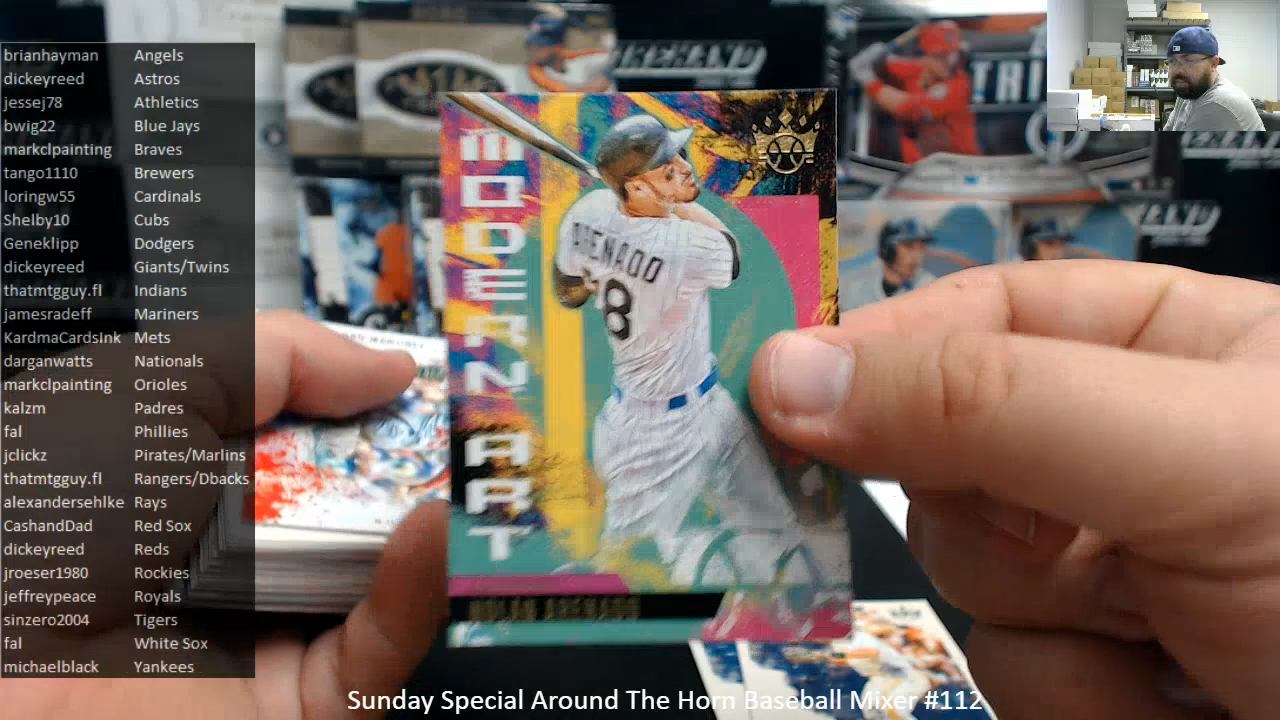 brianhayman Angels
dickeyreed Astros
jessej78 Athletics
bwig22 Blue Jays
markclpainting Braves
tango1110 Brewers
loringw55 Cardinals
Shelby10 Cubs
Geneklipp Dodgers
dickeyreed Giants/Twins
thatmtgguy.fl Indians
jamesradeff Mariners
KardmaCardsInk Mets
darganwatts Nationals
markclpainting Orioles
kalzm Padres
fal Phillies
jclickz Pirates/Marlins
thatmtgguy.fl Rangers/Dbacks
alexandersehlke Rays
CashandDad Red Sox
dickeyreed Reds
jroeser1980 Rockies
jeffreypeace Royals
sinzero2004 Tigers
fal White Sox
michaelblack Yankees
MODERN ART
ARENADO
8
NOLAN ARENADO
TRI
Sunday Special Around The Horn Baseball Mixer #112